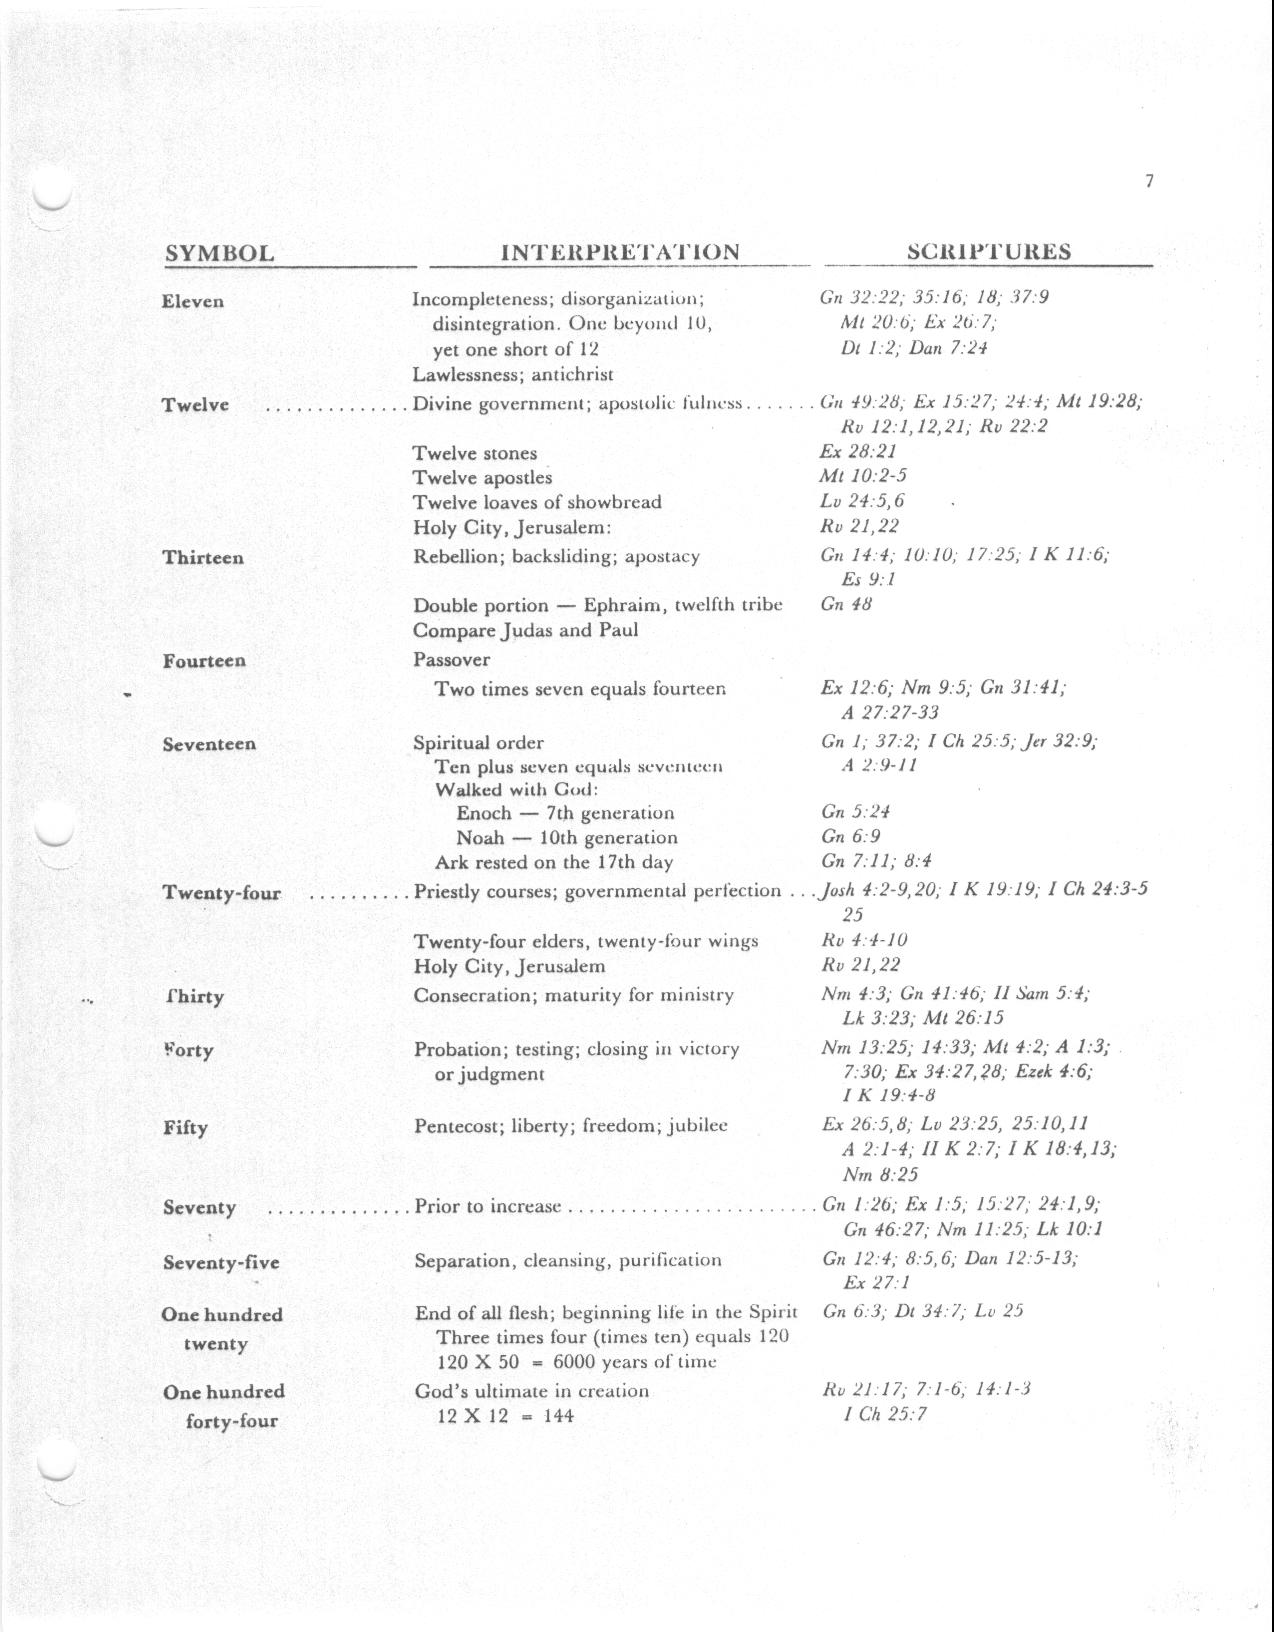 7
SYMBOL INTERPRETATION SCRIPTURES
Eleven Incompleteness; disorganization; Gn 32:22; 35:16; 18; 37:9
disintegration. One beyond 10, Mt 20:6; Ex 26:7;
yet one short of 12 Dt 1:2; Dan 7:24
Lawlessness; antichrist
Twelve .............. Divine government; apostolic fulness ....... Gn 49:28; Ex 15:27; 24:4; Mt 19:28;
Rv 12:1,12,21; Rv 22:2
Twelve stones Ex 28:21
Twelve apostles Mt 10:2-5
Twelve loaves of showbread Lv 24:5,6
Holy City, Jerusalem: Rv 21,22
Thirteen Rebellion; backsliding; apostacy Gn 14:4; 10:10; 17:25; I K 11:6;
Es 9:1
Double portion — Ephraim, twelfth tribe Gn 48
Compare Judas and Paul
Fourteen Passover
Two times seven equals fourteen Ex 12:6; Nm 9:5; Gn 31:41;
A 27:27-33
Seventeen Spiritual order Gn 1; 37:2; I Ch 25:5; Jer 32:9;
Ten plus seven equals seventeen A 2:9-11
Walked with God:
Enoch — 7th generation Gn 5:24
Noah — 10th generation Gn 6:9
Ark rested on the 17th day Gn 7:11; 8:4
Twenty-four .......... Priestly courses; governmental perfection ... Josh 4:2-9,20; I K 19:19; I Ch 24:3-5
25
Twenty-four elders, twenty-four wings Rv 4:4-10
Holy City, Jerusalem Rv 21,22
Thirty Consecration; maturity for ministry Nm 4:3; Gn 41:46; II Sam 5:4;
Lk 3:23; Mt 26:15
Forty Probation; testing; closing in victory Nm 13:25; 14:33; Mt 4:2; A 1:3;
or judgment 7:30; Ex 34:27,28; Ezek 4:6;
I K 19:4-8
Fifty Pentecost; liberty; freedom; jubilee Ex 26:5,8; Lv 23:25, 25:10,11
A 2:1-4; II K 2:7; I K 18:4,13;
Nm 8:25
Seventy .............. Prior to increase ........................ Gn 1:26; Ex 1:5; 15:27; 24:1,9;
Gn 46:27; Nm 11:25; Lk 10:1
Seventy-five Separation, cleansing, purification Gn 12:4; 8:5,6; Dan 12:5-13;
Ex 27:1
One hundred End of all flesh; beginning life in the Spirit Gn 6:3; Dt 34:7; Lv 25
twenty Three times four (times ten) equals 120
120 X 50 = 6000 years of time
One hundred God's ultimate in creation Rv 21:17; 7:1-6; 14:1-3
forty-four 12 X 12 = 144 I Ch 25:7